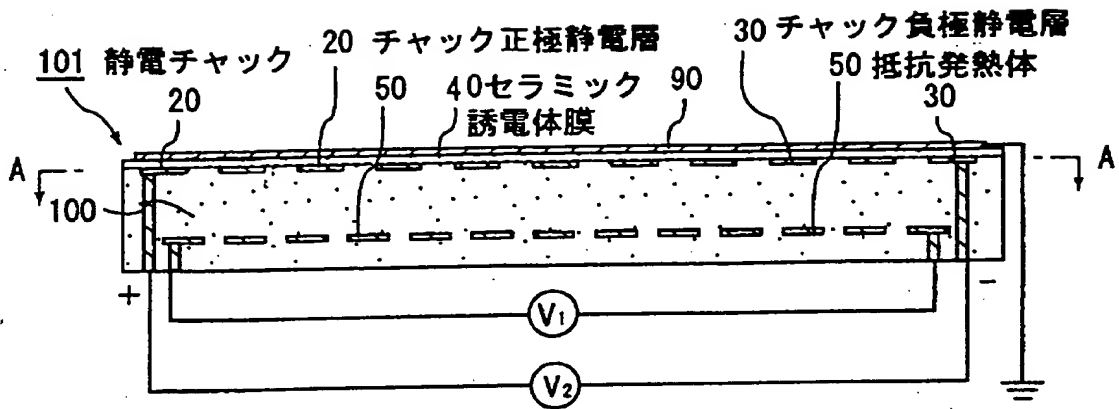 101 静電チャック
20 チャック正極静電層
30 チャック負極静電層
20
50
40セラミック
誘電体膜
90
50 抵抗発熱体
30
A
A
100
+
-
V1
V2